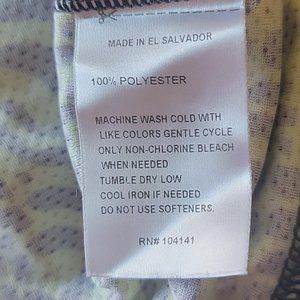 MADE IN EL SALVADOR
100% POLYESTER
MACHINE WASH COLD WITH
LIKE COLORS GENTLE CYCLE
ONLY NON-CHLORINE BLEACH
WHEN NEEDED
TUMBLE DRY LOW
COOL IRON IF NEEDED
DO NOT USE SOFTENERS.
RN# 104141